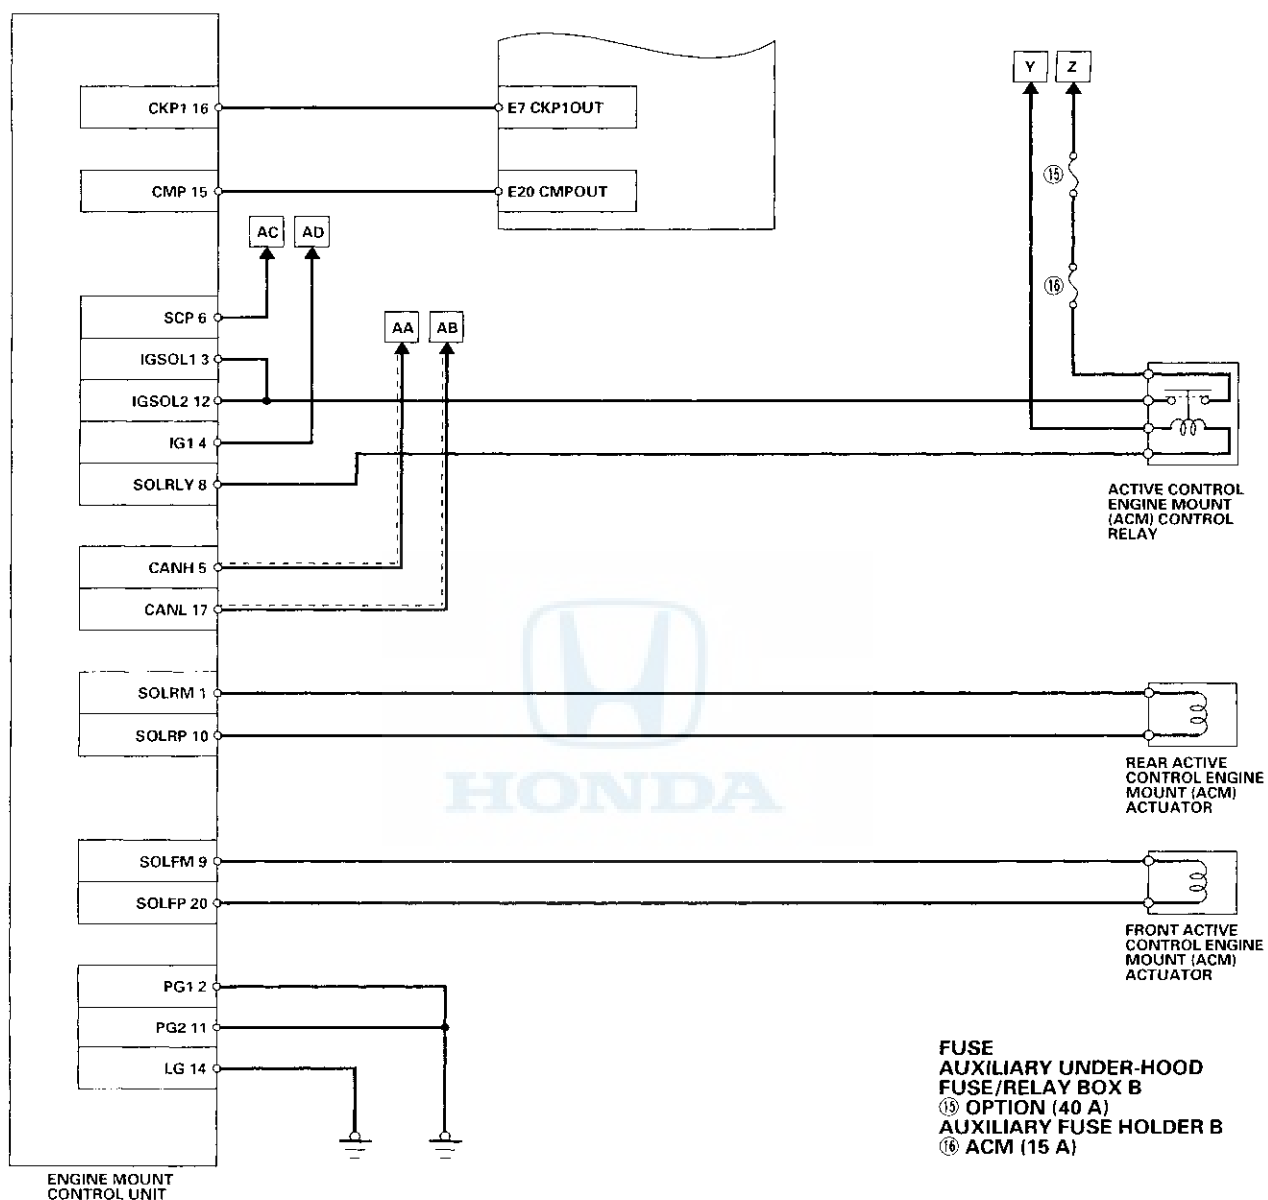 Y Z
CKP1 16 E7 CKP1OUT
15
CMP 15 E20 CMPOUT
AC AD
16
SCP 6
AA AB
IGSOL1 3
IGSOL2 12
IG1 4
SOLRLY 8
ACTIVE CONTROL
ENGINE MOUNT
(ACM) CONTROL
RELAY
CANH 5
CANL 17
SOLRM 1
SOLRP 10
HONDA
REAR ACTIVE
CONTROL ENGINE
MOUNT (ACM)
ACTUATOR
SOLFM 9
SOLFP 20
FRONT ACTIVE
CONTROL ENGINE
MOUNT (ACM)
ACTUATOR
PG1 2
PG2 11
LG 14
FUSE
AUXILIARY UNDER-HOOD
FUSE/RELAY BOX B
⑮ OPTION (40 A)
AUXILIARY FUSE HOLDER B
⑯ ACM (15 A)
ENGINE MOUNT
CONTROL UNIT